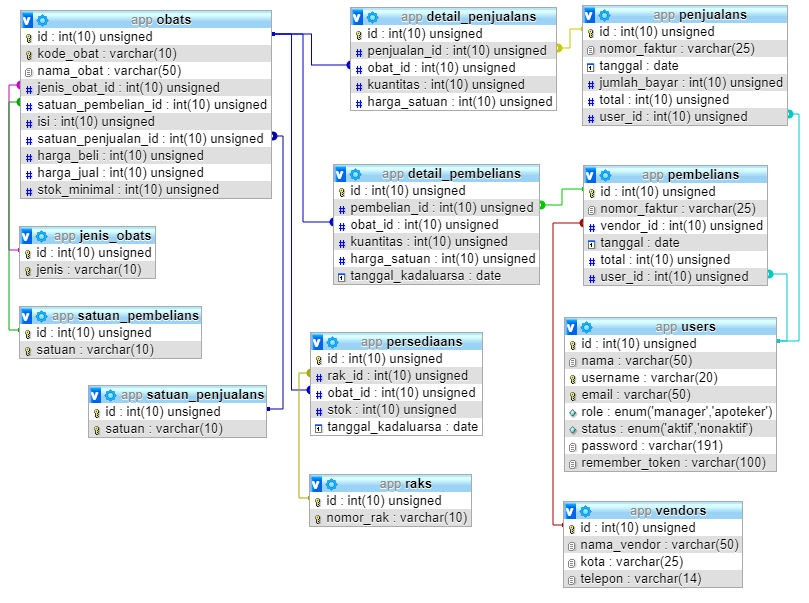 app obats
id : int(10) unsigned
kode_obat : varchar(10)
nama_obat : varchar(50)
jenis_obat_id : int(10) unsigned
satuan_pembelian_id : int(10) unsigned
isi : int(10) unsigned
satuan_penjualan_id : int(10) unsigned
harga_beli : int(10) unsigned
harga_jual : int(10) unsigned
stok_minimal : int(10) unsigned
app jenis_obats
id : int(10) unsigned
jenis : varchar(10)
app satuan_pembelians
id : int(10) unsigned
satuan : varchar(10)
app satuan_penjualans
id : int(10) unsigned
satuan : varchar(10)
app detail_penjualans
id : int(10) unsigned
penjualan_id : int(10) unsigned
obat_id : int(10) unsigned
kuantitas : int(10) unsigned
harga_satuan : int(10) unsigned
app detail_pembelians
id : int(10) unsigned
pembelian_id : int(10) unsigned
obat_id : int(10) unsigned
kuantitas : int(10) unsigned
harga_satuan : int(10) unsigned
tanggal_kadaluarsa : date
app persediaans
id : int(10) unsigned
rak_id : int(10) unsigned
obat_id : int(10) unsigned
stok : int(10) unsigned
tanggal_kadaluarsa : date
app raks
id : int(10) unsigned
nomor_rak : varchar(10)
app penjualans
id : int(10) unsigned
nomor_faktur : varchar(25)
tanggal : date
jumlah_bayar : int(10) unsigned
total : int(10) unsigned
user_id : int(10) unsigned
app pembelians
id : int(10) unsigned
nomor_faktur : varchar(25)
vendor_id : int(10) unsigned
tanggal : date
total : int(10) unsigned
user_id : int(10) unsigned
app users
id : int(10) unsigned
nama : varchar(50)
username : varchar(20)
email : varchar(50)
role : enum('manager','apoteker')
status : enum('aktif','nonaktif')
password : varchar(191)
remember_token : varchar(100)
app vendors
id : int(10) unsigned
nama_vendor : varchar(50)
kota : varchar(25)
telepon : varchar(14)